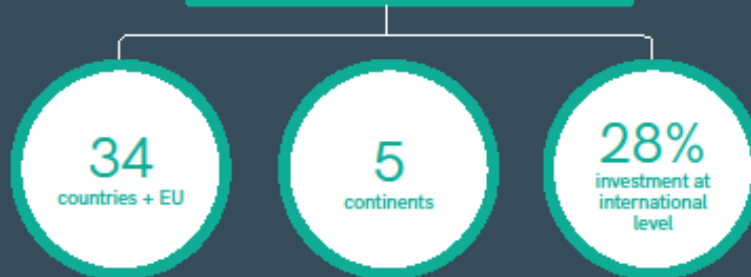 34
countries + EU
5
continents
28%
investment at
international
level